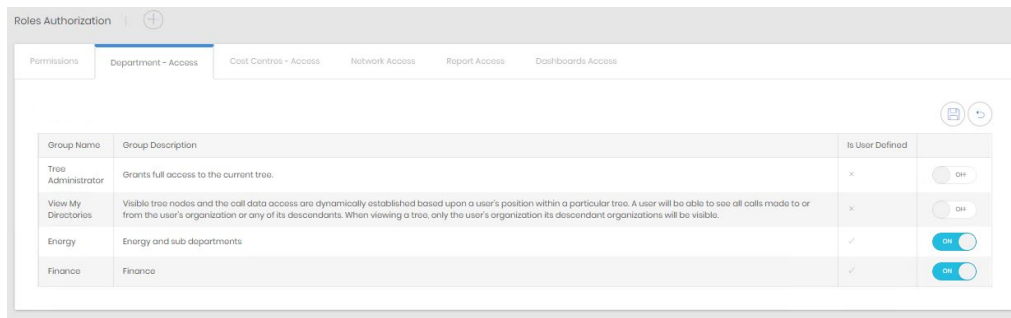 Roles Authorization
Permissions Department - Access Cost Centres - Access Network Access Report Access Dashboards Access
Group Name Group Description Is User Defined
Tree
Administrator
Grants full access to the current tree.
OFF
View My
Directories
Visible tree nodes and the call data access are dynamically established based upon a user's position within a particular tree. A user will be able to see all calls made to or
from the user's organization or any of its descendants. When viewing a tree, only the user's organization its descendant organizations will be visible.
OFF
Energy Energy and sub departments ON
Finance Finance ON